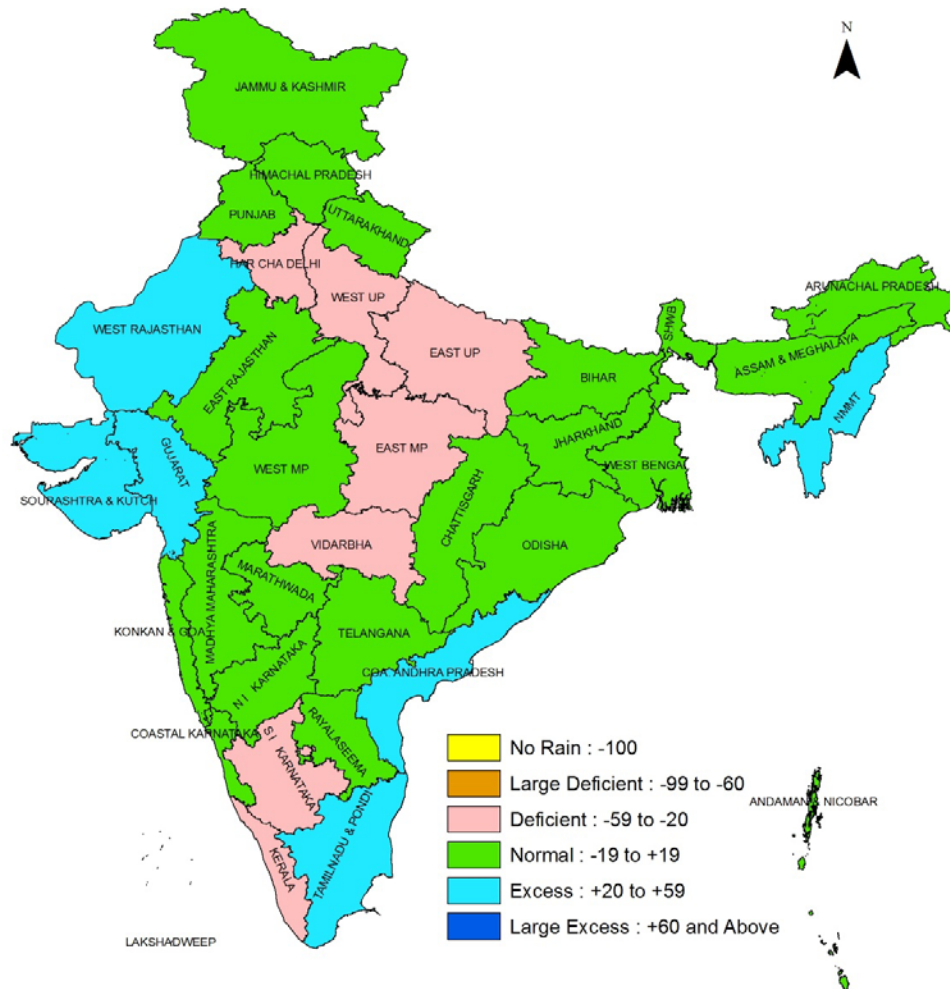 N
JAMMU & KASHMIR
HIMACHAL PRADESH
PUNJAB
UTTARAKHAND
HAR CHA DELHI
WEST UP
ARUNACHAL PRADESH
SHWB
ASSAM & MEGHALAYA
NMMT
WEST RAJASTHAN
EAST RAJASTHAN
EAST UP
BIHAR
JHARKHAND
WEST BENGA
GUJARAT
SOURASHTRA & KUTCH
WEST MP
EAST MP
CHATTISGARH
ODISHA
VIDARBHA
MADHYA MAHARASHTRA
MARATHWADA
KONKAN & GOA
TELANGANA
COA ANDHRA PRADESH
N I KARNATAKA
COASTAL KARNATAKA
S I KARNATAKA
RAYALASEEMA
TAMILNADU & PONDI
KERALA
LAKSHADWEEP
ANDAMAN & NICOBAR
No Rain : -100
Large Deficient : -99 to -60
Deficient : -59 to -20
Normal : -19 to +19
Excess : +20 to +59
Large Excess : +60 and Above